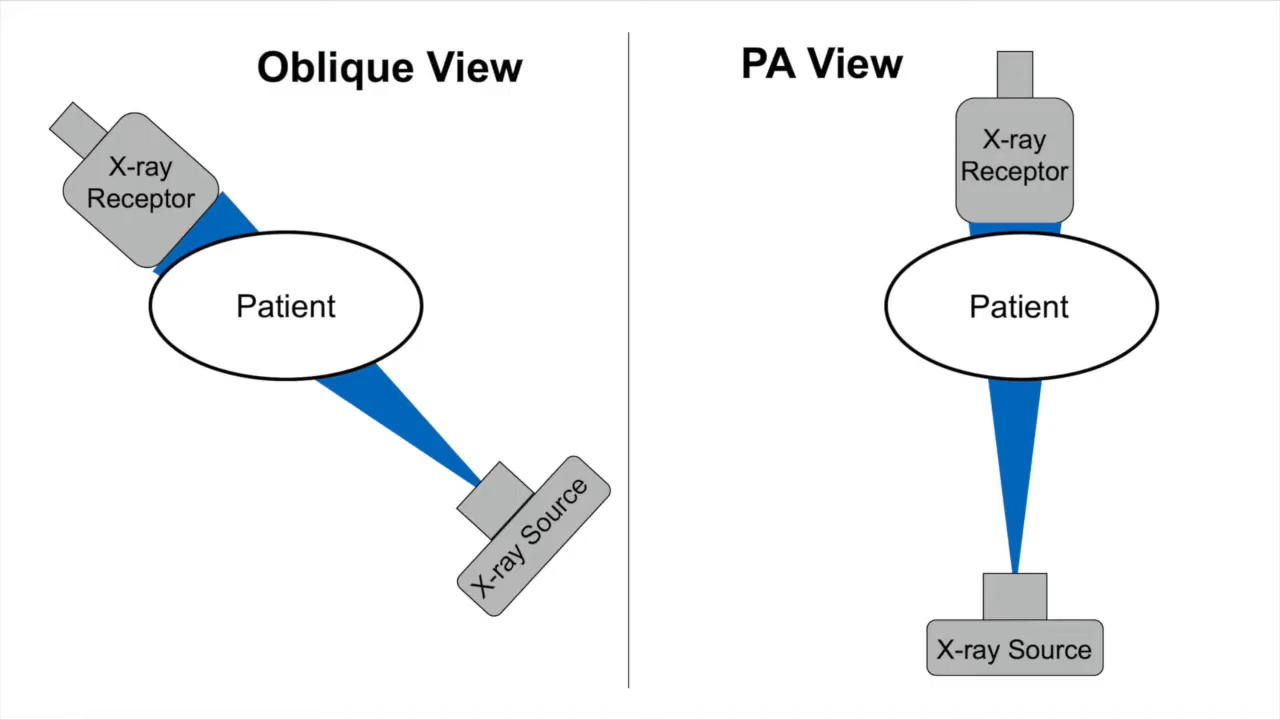 Oblique View
X-ray
Receptor
Patient
X-ray Source
PA View
X-ray
Receptor
Patient
X-ray Source